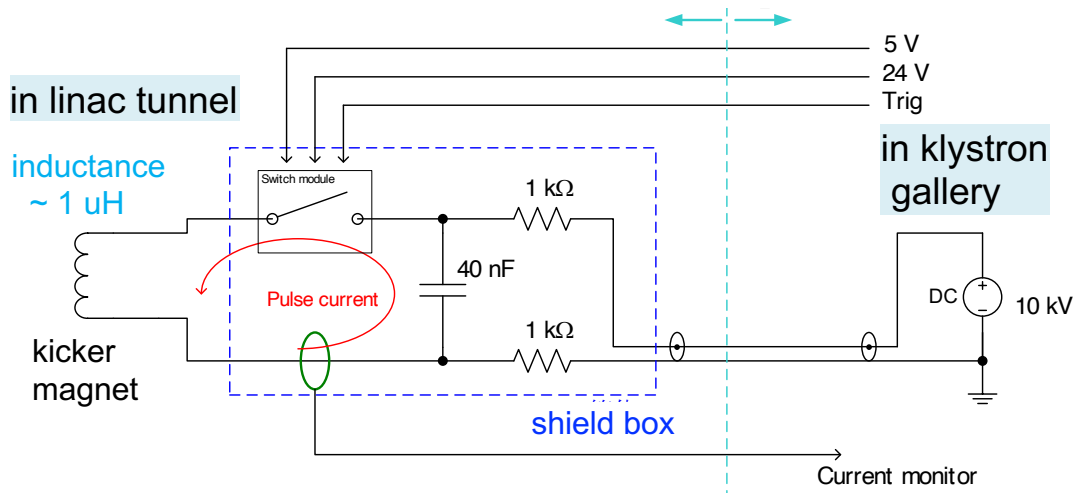 5 V
24 V
Trig
in linac tunnel
in klystron
gallery
inductance
~ 1 uH
Switch module
1 kΩ
40 nF
Pulse current
DC
+
−
10 kV
1 kΩ
kicker
magnet
shield box
Current monitor